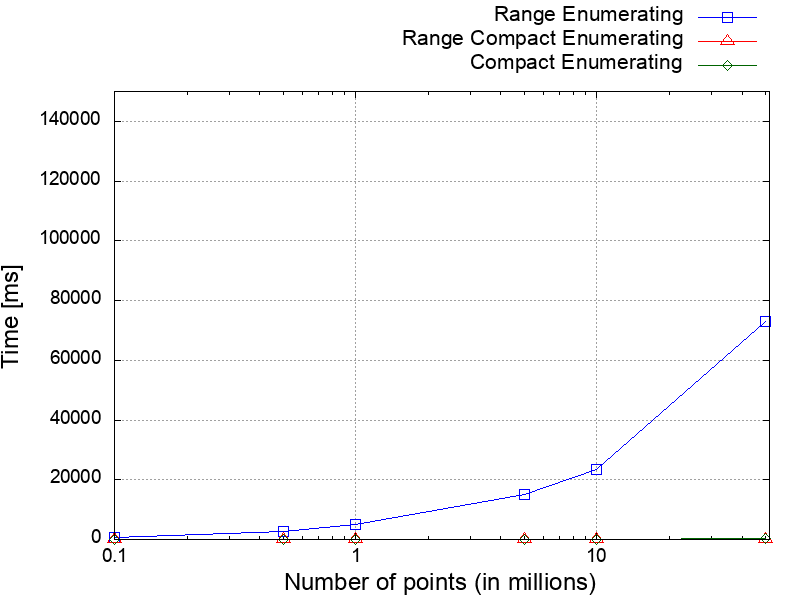 Range Enumerating
Range Compact Enumerating
Compact Enumerating
140000
120000
100000
80000
60000
40000
20000
0
Time [ms]
0.1 1 10
Number of points (in millions)